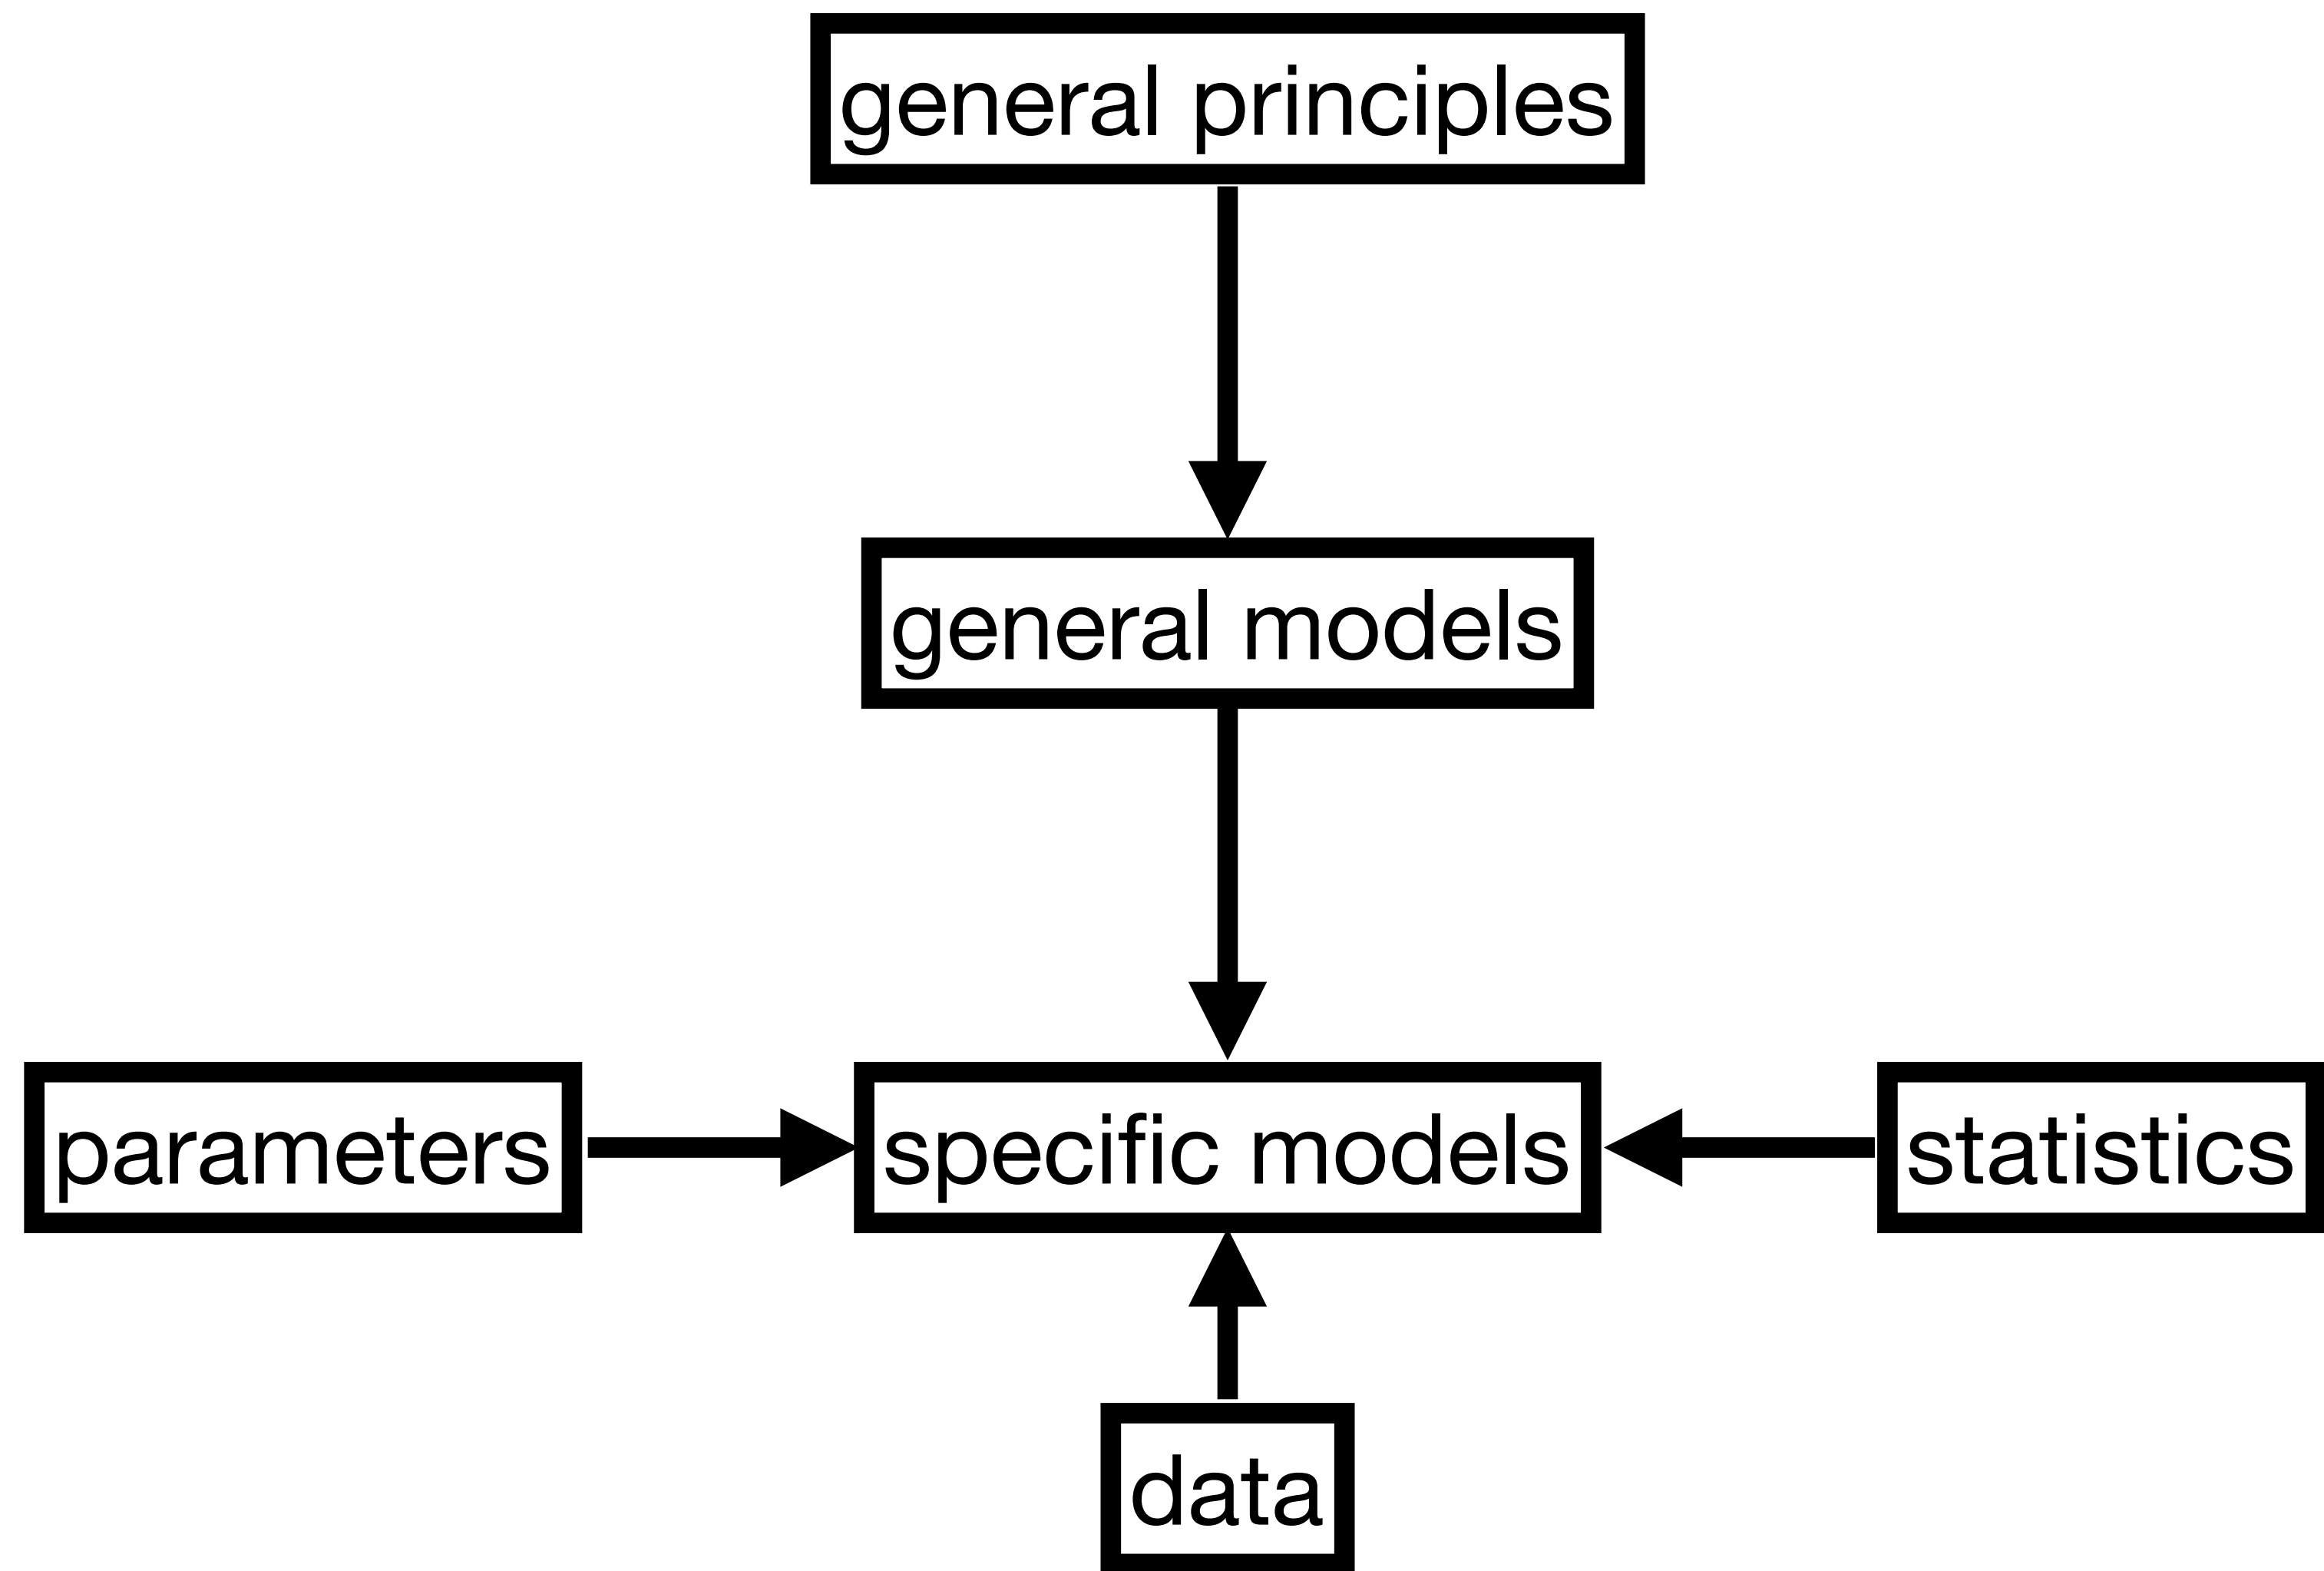 general principles
general models
parameters
specific models
statistics
data